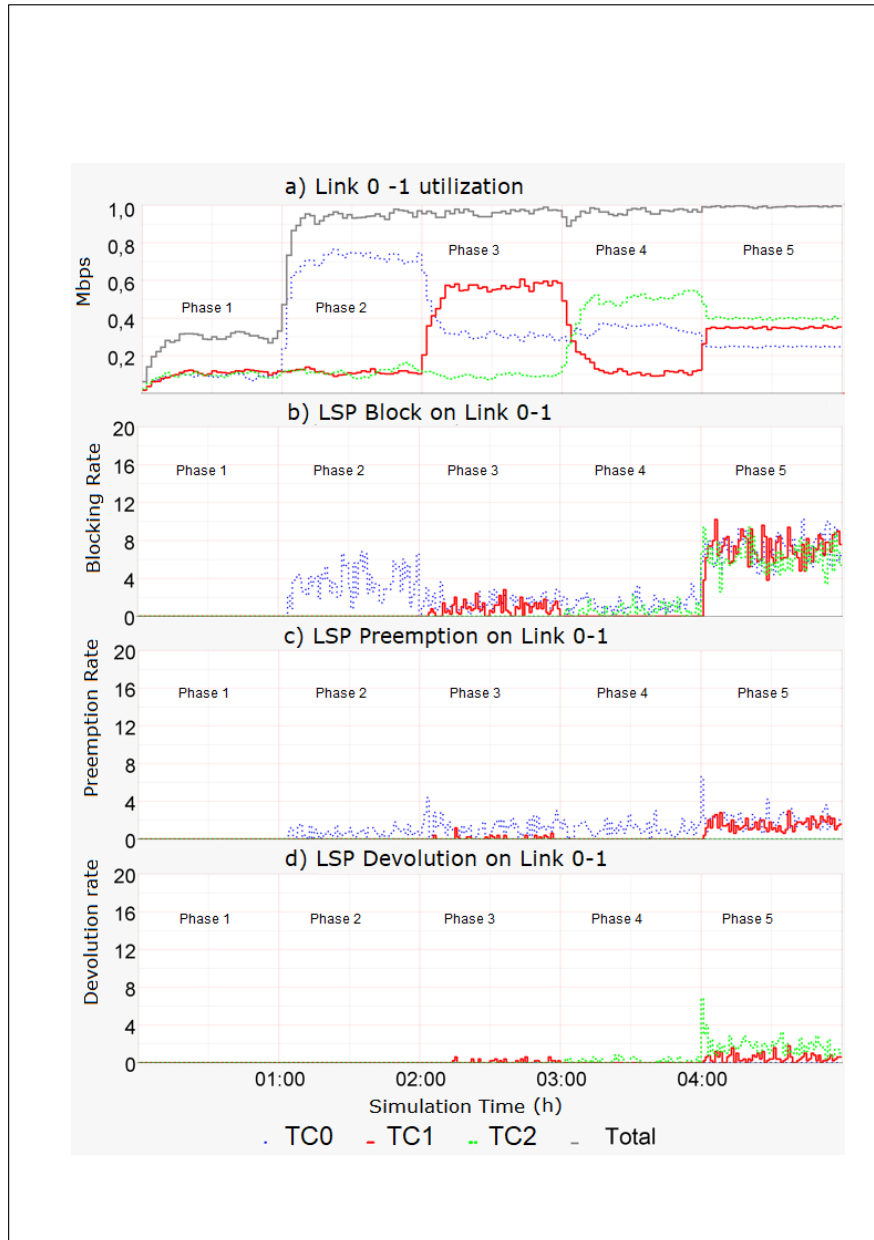 a) Link 0 -1 utilization
Mbps
1,0
0,8
0,6
0,4
0,2
Phase 1
Phase 2
Phase 3
Phase 4
Phase 5
b) LSP Block on Link 0-1
Blocking Rate
20
16
12
8
4
0
Phase 1
Phase 2
Phase 3
Phase 4
Phase 5
c) LSP Preemption on Link 0-1
Preemption Rate
20
16
12
8
4
0
Phase 1
Phase 2
Phase 3
Phase 4
Phase 5
d) LSP Devolution on Link 0-1
Devolution rate
20
16
12
8
4
0
Phase 1
Phase 2
Phase 3
Phase 4
Phase 5
01:00 02:00 03:00 04:00
Simulation Time (h)
TC0 TC1 TC2 Total